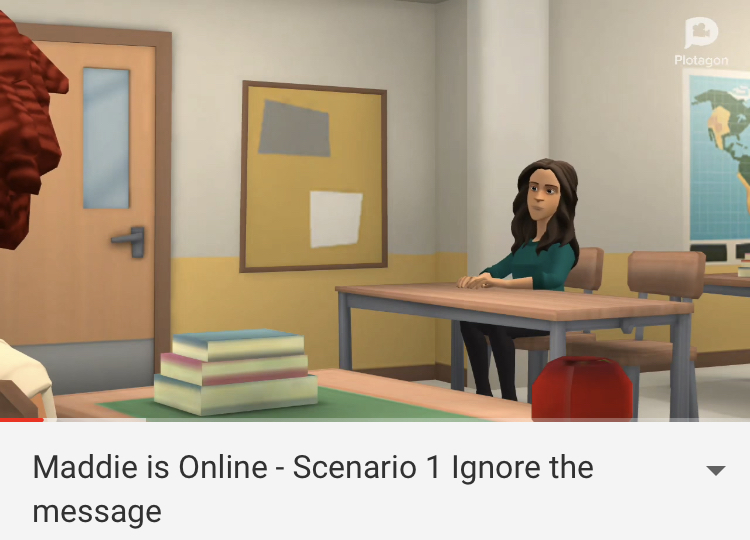 Plotagon
Maddie is Online - Scenario 1 Ignore the
message